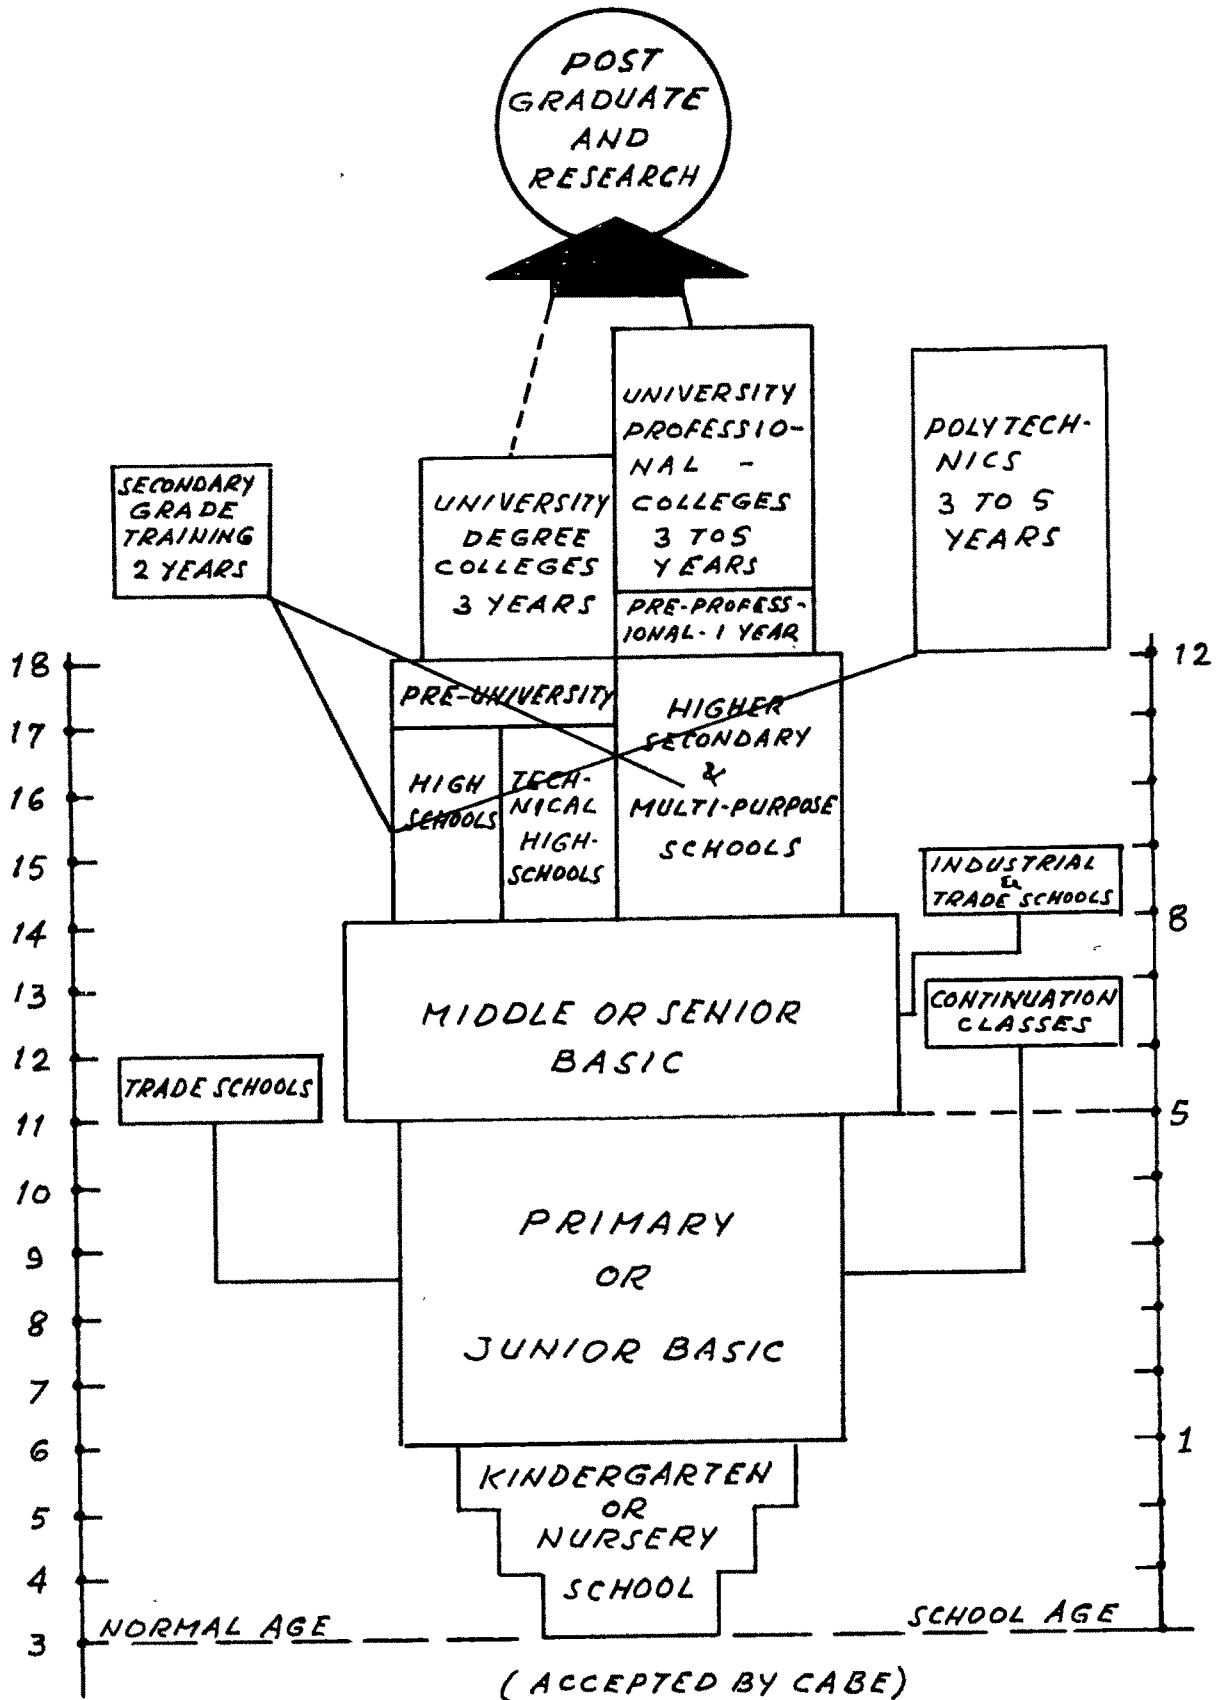 POST
GRADUATE
AND
RESEARCH
UNIVERSITY
PROFESSIO-
NAL -
COLLEGES
3 TO 5
YEARS
POLYTECH-
NICS
3 TO 5
YEARS
SECONDARY
GRADE
TRAINING
2 YEARS
UNIVERSITY
DEGREE
COLLEGES
3 YEARS
PRE-PROFESS-
IONAL - 1 YEAR
18
12
PRE-UNIVERSITY
17
HIGHER
SECONDARY
&
MULTI-PURPOSE
SCHOOLS
HIGH
SCHOOLS
TECH-
NICAL
HIGH-
SCHOOLS
16
15
INDUSTRIAL
&
TRADE SCHOOLS
14
8
13
MIDDLE OR SENIOR
BASIC
CONTINUATION
CLASSES
12
TRADE SCHOOLS
11
5
10
PRIMARY
OR
JUNIOR BASIC
9
8
7
6
1
KINDERGARTEN
OR
NURSERY
SCHOOL
5
4
3
NORMAL AGE
SCHOOL AGE
(ACCEPTED BY CABE)